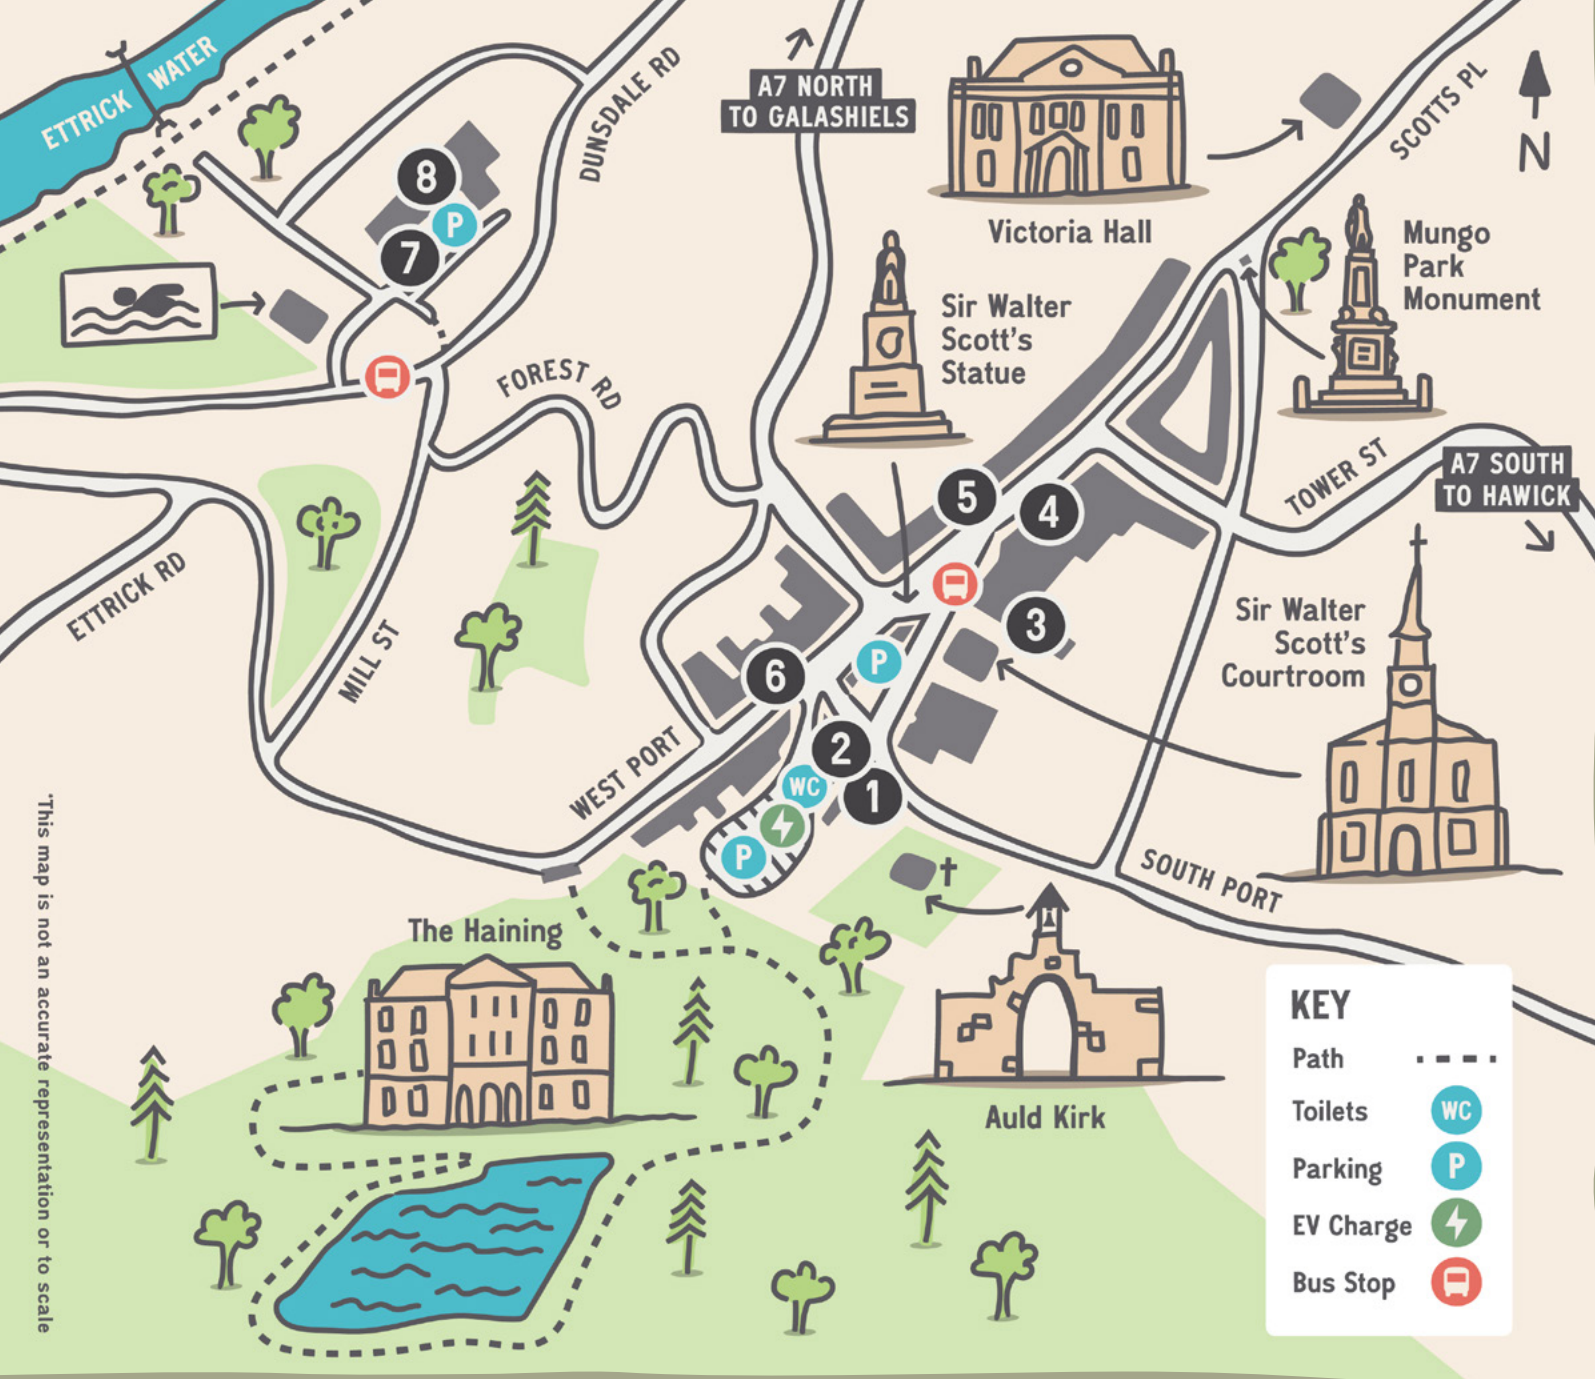 ETTRICK WATER
DUNSDALE RD
A7 NORTH
TO GALASHIELS
Victoria Hall
SCOTTS PL
N
8
P
7
Sir Walter
Scott's
Statue
Mungo
Park
Monument
FOREST RD
TOWER ST
A7 SOUTH
TO HAWICK
5
4
ETTRICK RD
MILL ST
3
Sir Walter
Scott's
Courtroom
P
6
WEST PORT
2
WC
1
P
SOUTH PORT
The Haining
Auld Kirk
KEY
Path
Toilets WC
Parking P
EV Charge
Bus Stop
*This map is not an accurate representation or to scale